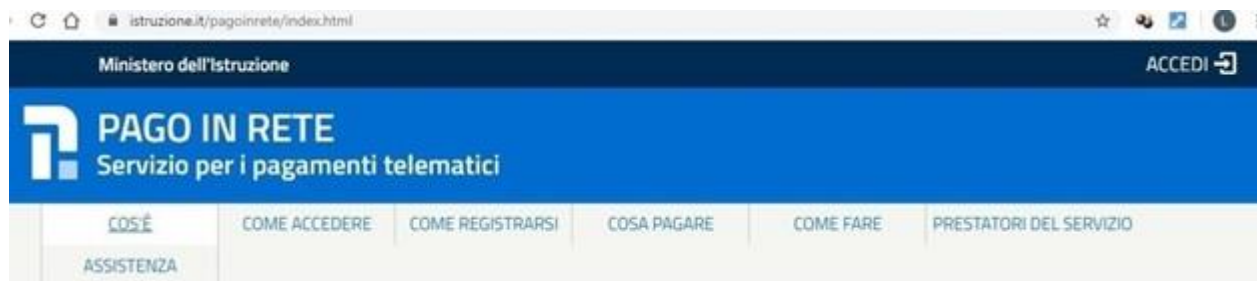 istruzione.it/pagoinrete/index.html
Ministero dell'Istruzione
ACCEDI
PAGO IN RETE
Servizio per i pagamenti telematici
COS'È COME ACCEDERE COME REGISTRARSI COSA PAGARE COME FARE PRESTATORI DEL SERVIZIO
ASSISTENZA
L